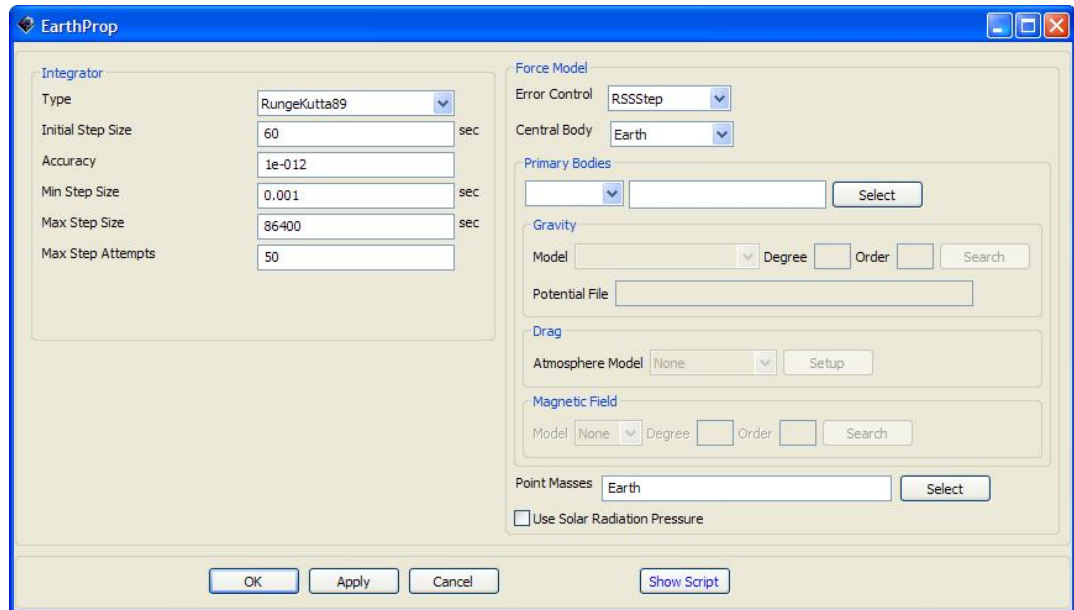 EarthProp
Integrator
Type RungeKutta89
Initial Step Size 60 sec
Accuracy 1e-012
Min Step Size 0.001 sec
Max Step Size 86400 sec
Max Step Attempts 50
Force Model
Error Control RSSStep
Central Body Earth
Primary Bodies
Select
Gravity
Model Degree Order Search
Potential File
Drag
Atmosphere Model None Setup
Magnetic Field
Model None Degree Order Search
Point Masses Earth Select
Use Solar Radiation Pressure
OK Apply Cancel Show Script